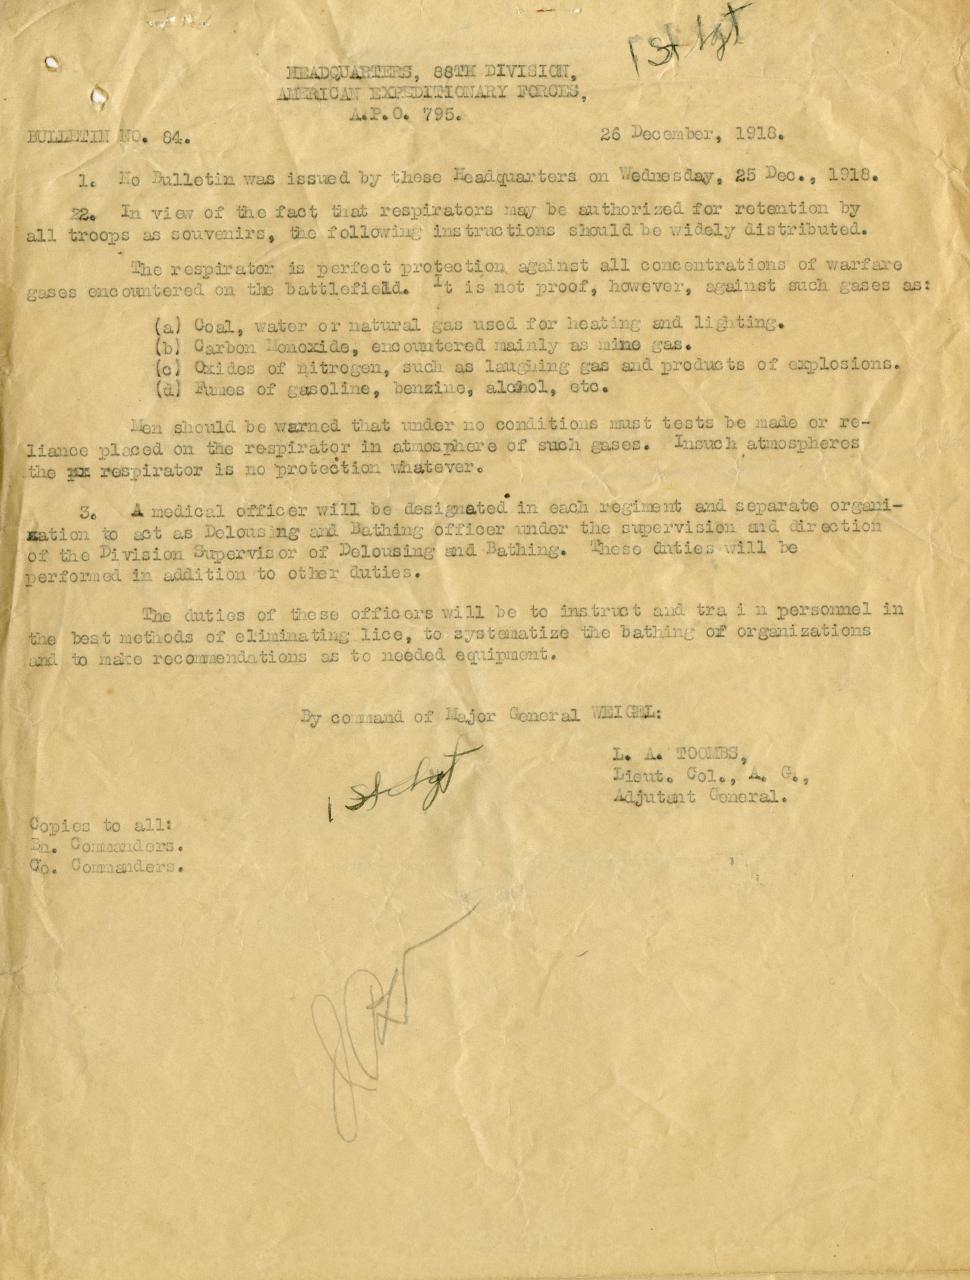 1 St Sgt
HEADQUARTERS, 88TH DIVISION,
AMERICAN EXPEDITIONARY FORCES,
A.P.O. 795.
BULLETIN NO. 84.
26 December, 1918.
1. No Bulletin was issued by these Headquarters on Wednesday, 25 Dec., 1918.
22. In view of the fact that respirators may be authorized for retention by
all troops as souvenirs, the following instructions should be widely distributed.
The respirator is perfect protection against all concentrations of warfare
gases encountered on the battlefield. It is not proof, however, against such gases as:
(a) Coal, water or natural gas used for heating and lighting.
(b) Carbon Monoxide, encountered mainly as mine gas.
(c) Oxides of nitrogen, such as laughing gas and products of explosions.
(d) Fumes of gasoline, benzine, alcohol, etc.
Men should be warned that under no conditions must tests be made or re-
liance placed on the respirator in atmosphere of such gases. Insuch atmospheres
the xx respirator is no protection whatever.
3. A medical officer will be designated in each regiment and separate organi-
zation to act as Delousing and Bathing officer under the supervision and direction
of the Division Supervisor of Delousing and Bathing. These duties will be
performed in addition to other duties.
The duties of these officers will be to instruct and tra i n personnel in
the best methods of eliminating lice, to systematize the bathing of organizations
and to make recommendations as to needed equipment.
By command of Major General WEIGEL:
L. A. TOOMBS,
Lieut. Col., A. G.,
Adjutant General.
1 St Sgt
Copies to all:
Bn. Commanders.
Co. Commanders.